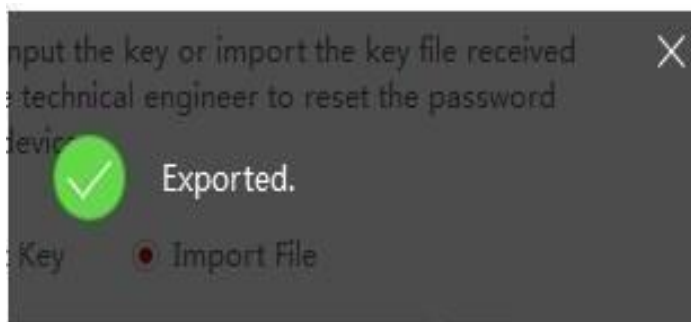 nput the key or import the key file received
technical engineer to reset the password
Exported.
Key
Import File